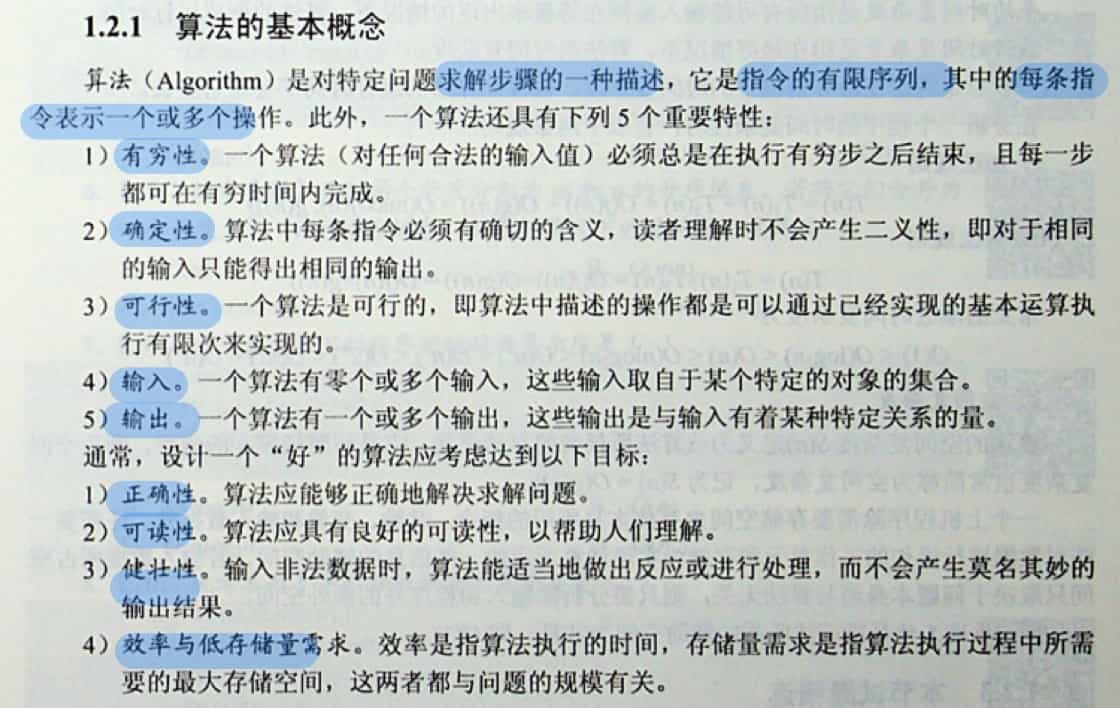 1.2.1 算法的基本概念
算法（Algorithm）是对特定问题求解步骤的一种描述，它是指令的有限序列，其中的每条指
令表示一个或多个操作。此外，一个算法还具有下列 5 个重要特性：
1）有穷性。一个算法（对任何合法的输入值）必须总是在执行有穷步之后结束，且每一步
都可在有穷时间内完成。
2）确定性。算法中每条指令必须有确切的含义，读者理解时不会产生二义性，即对于相同
的输入只能得出相同的输出。
3）可行性。一个算法是可行的，即算法中描述的操作都是可以通过已经实现的基本运算执
行有限次来实现的。
4）输入。一个算法有零个或多个输入，这些输入取自于某个特定的对象的集合。
5）输出。一个算法有一个或多个输出，这些输出是与输入有着某种特定关系的量。
通常，设计一个“好”的算法应考虑达到以下目标：
1）正确性。算法应能够正确地解决求解问题。
2）可读性。算法应具有良好的可读性，以帮助人们理解。
3）健壮性。输入非法数据时，算法能适当地做出反应或进行处理，而不会产生莫名其妙的
输出结果。
4）效率与低存储量需求。效率是指算法执行的时间，存储量需求是指算法执行过程中所需
要的最大存储空间，这两者都与问题的规模有关。